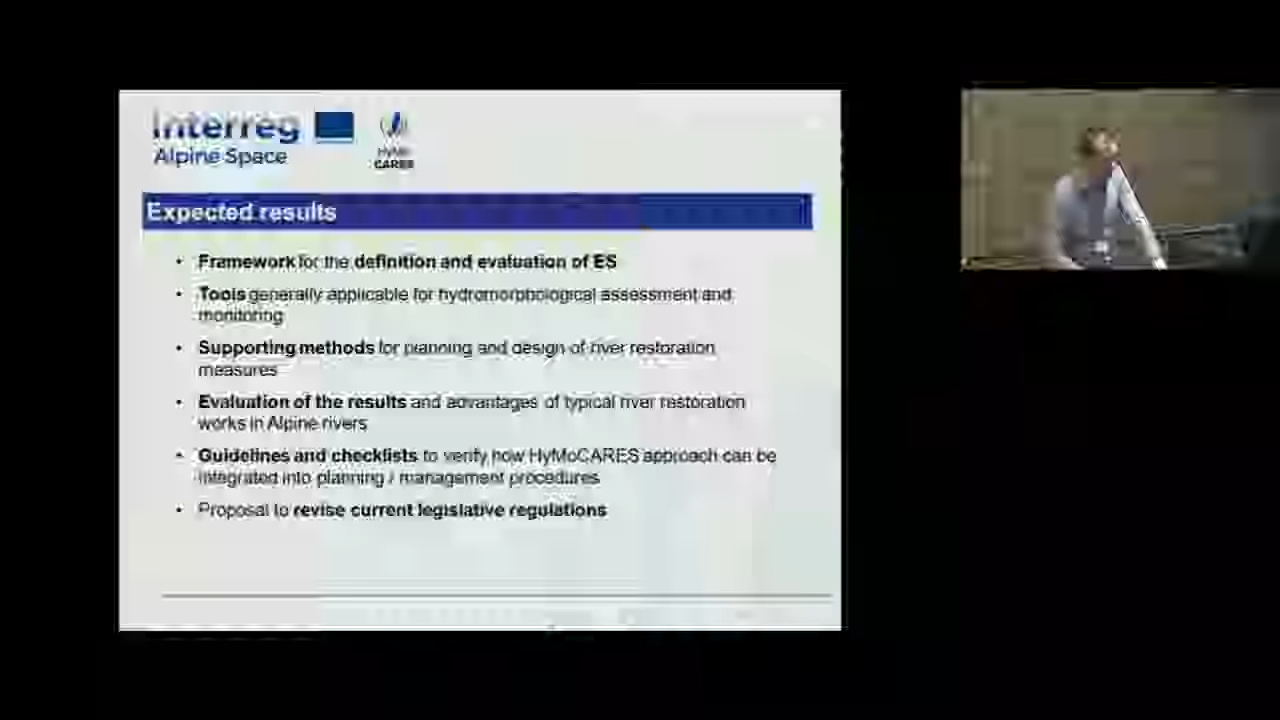 Interreg
Alpine Space
HyMo
CARES
Expected results
• Framework for the definition and evaluation of ES
• Tools generally applicable for hydromorphological assessment and
monitoring
• Supporting methods for planning and design of river restoration
measures
• Evaluation of the results and advantages of typical river restoration
works in Alpine rivers
• Guidelines and checklists to verify how HyMoCARES approach can be
integrated into planning / management procedures
• Proposal to revise current legislative regulations